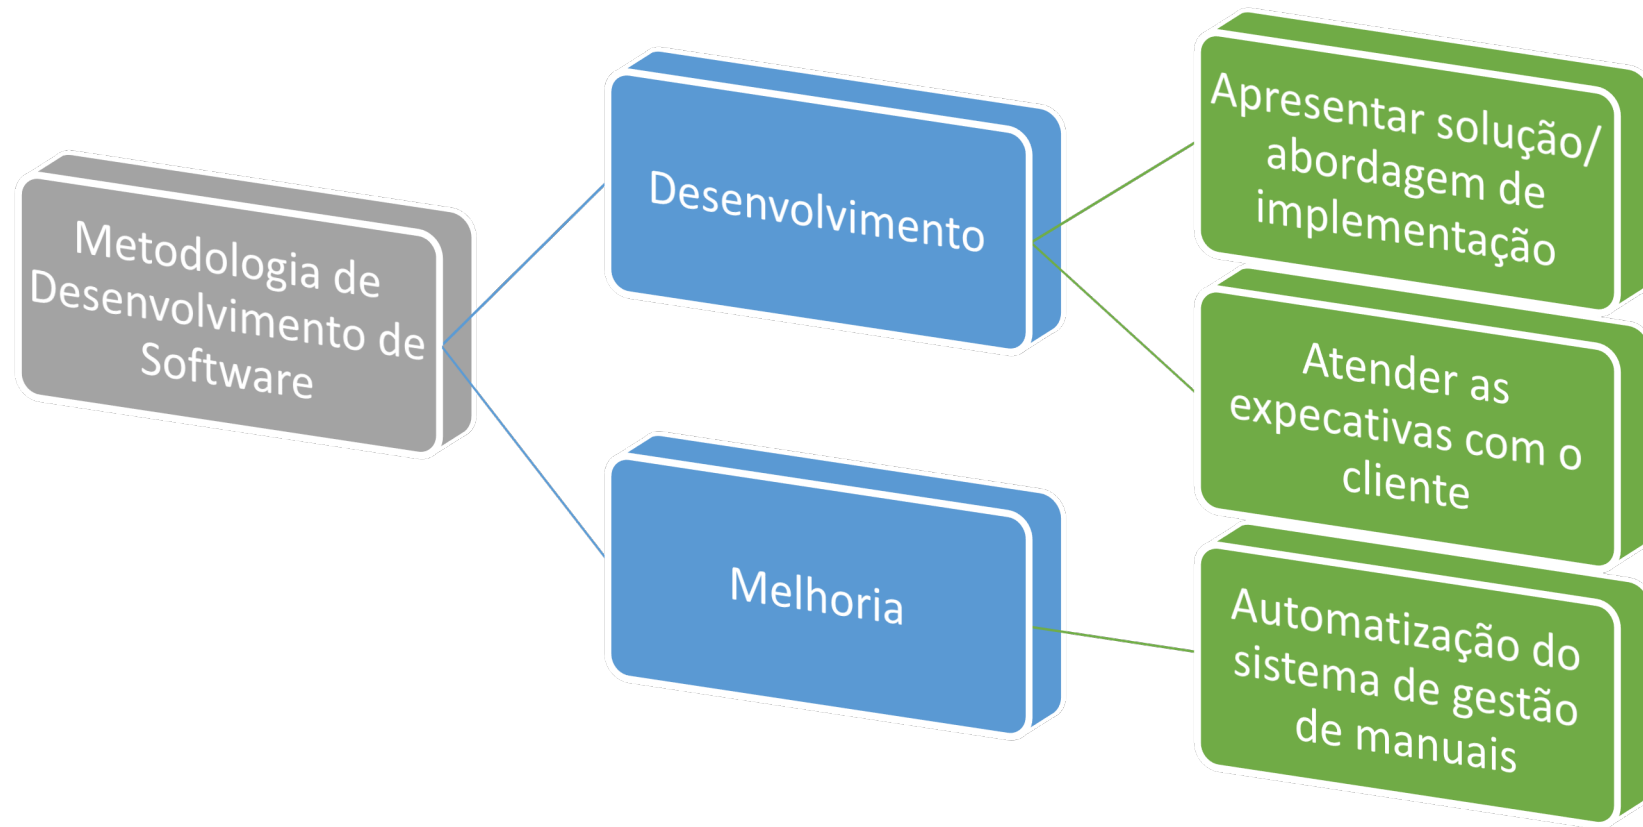 Metodologia de
Desenvolvimento de
Software
Desenvolvimento
Apresentar solução/
abordagem de
implementação
Atender as
expecativas com o
cliente
Melhoria
Automatização do
sistema de gestão
de manuais